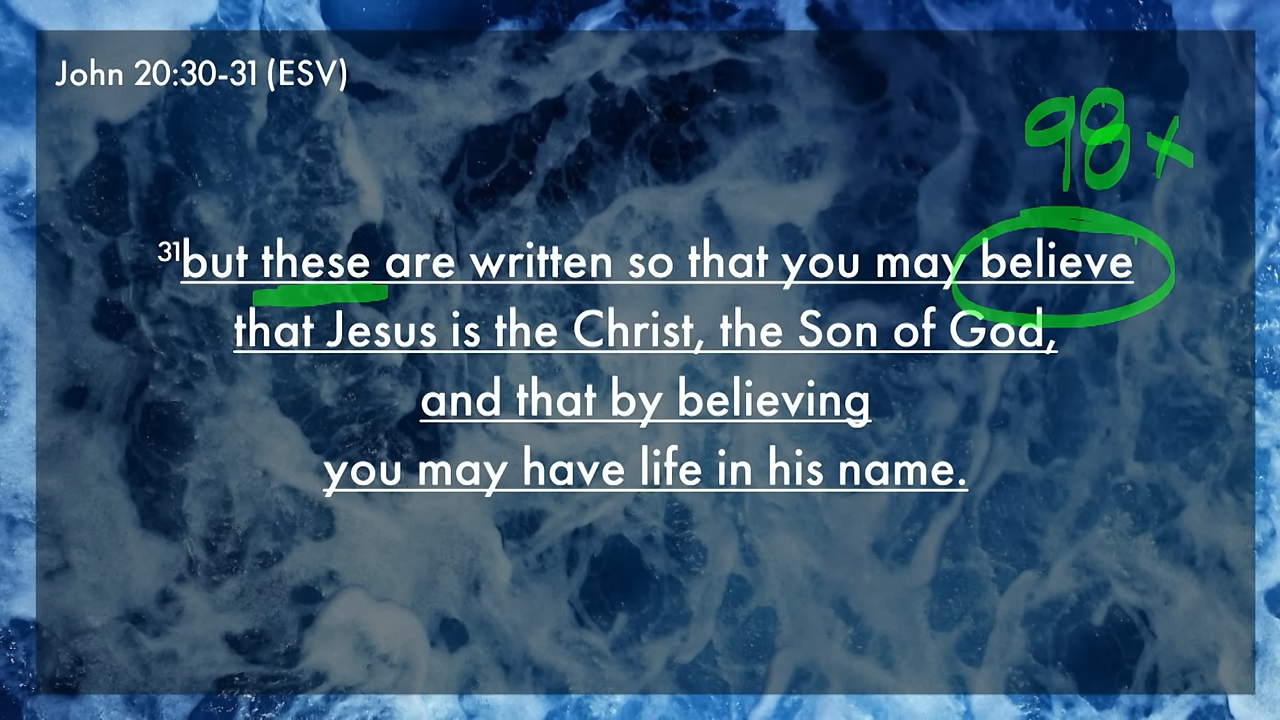 John 20:30-31 (ESV)
98x
31but these are written so that you may believe
that Jesus is the Christ, the Son of God,
and that by believing
you may have life in his name.